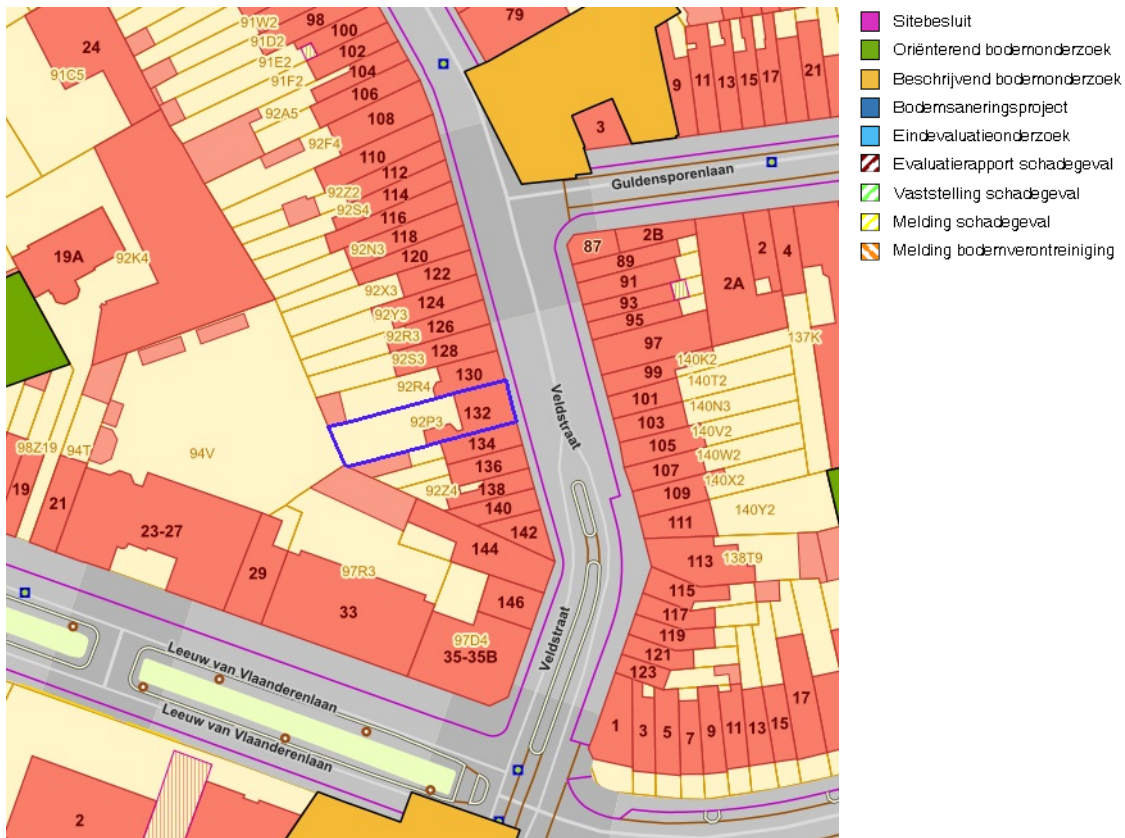 98
100
102
104
106
108
110
112
114
116
118
120
122
124
126
128
130
132
134
136
138
140
142
144
146
91W2
91D2
91E2
91F2
92A5
92F4
92Z2
92S4
92N3
92X3
92Y3
92R3
92S3
92R4
92P3
92Z4
24
91C5
19A
92K4
94V
98Z19
94T
19
21
23-27
29
97R3
33
97D4
35-35B
79
3
9
11
13
15
17
21
Guldensporenlaan
87
2B
89
91
93
95
97
99
101
103
105
107
109
111
113
115
117
119
121
123
2A
2
4
137K
140K2
140T2
140N3
140V2
140W2
140X2
140Y2
138T9
Veldstraat
Veldstraat
1
3
5
7
9
11
13
15
17
Leeuw van Vlaanderenlaan
Leeuw van Vlaanderenlaan
2
Sitebesluit
Oriënterend bodemonderzoek
Beschrijvend bodemonderzoek
Bodemsaneringsproject
Eindevaluatieonderzoek
Evaluatierapport schadegeval
Vaststelling schadegeval
Melding schadegeval
Melding bodemverontreiniging